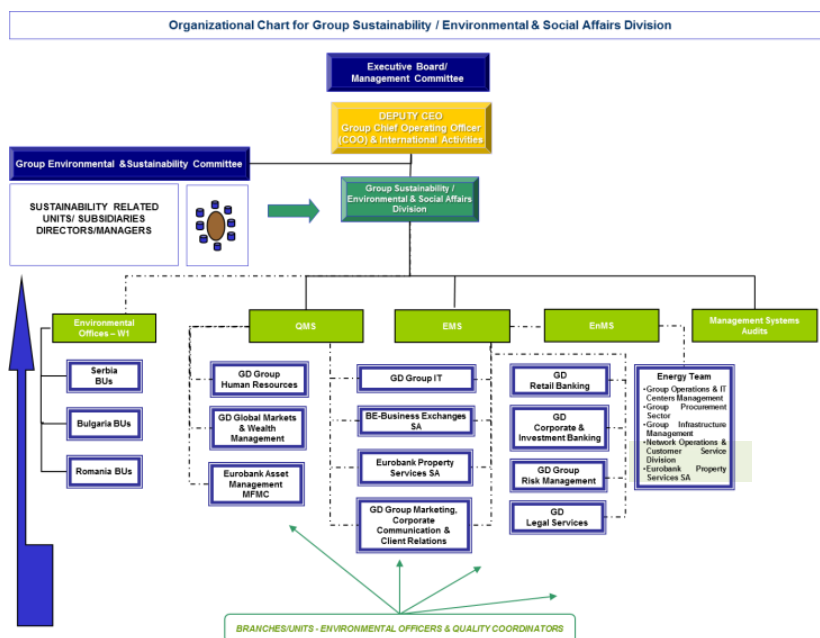 Organizational Chart for Group Sustainability / Environmental & Social Affairs Division
Executive Board/
Management Committee
DEPUTY CEO
Group Chief Operating Officer
(COO) & International Activities
Group Environmental &Sustainability Committee
SUSTAINABILITY RELATED
UNITS/ SUBSIDIARIES
DIRECTORS/MANAGERS
Group Sustainability /
Environmental & Social Affairs
Division
Environmental
Offices – W1
QMS
EMS
EnMS
Management Systems
Audits
Serbia
BUs
Bulgaria BUs
Romania BUs
GD Group
Human Resources
GD Global Markets
& Wealth
Management
Eurobank Asset
Management
MFMC
GD Group IT
BE-Business Exchanges
SA
Eurobank Property
Services SA
GD Group Marketing,
Corporate
Communication &
Client Relations
GD
Retail Banking
GD
Corporate &
Investment Banking
GD Group
Risk Management
GD
Legal Services
Energy Team
•Group Operations & IT
Centers Management
•Group Procurement
Sector
•Group Infrastructure
Management
•Network Operations &
Customer Service
Division
•Eurobank Property
Services SA
BRANCHES/UNITS - ENVIRONMENTAL OFFICERS & QUALITY COORDINATORS